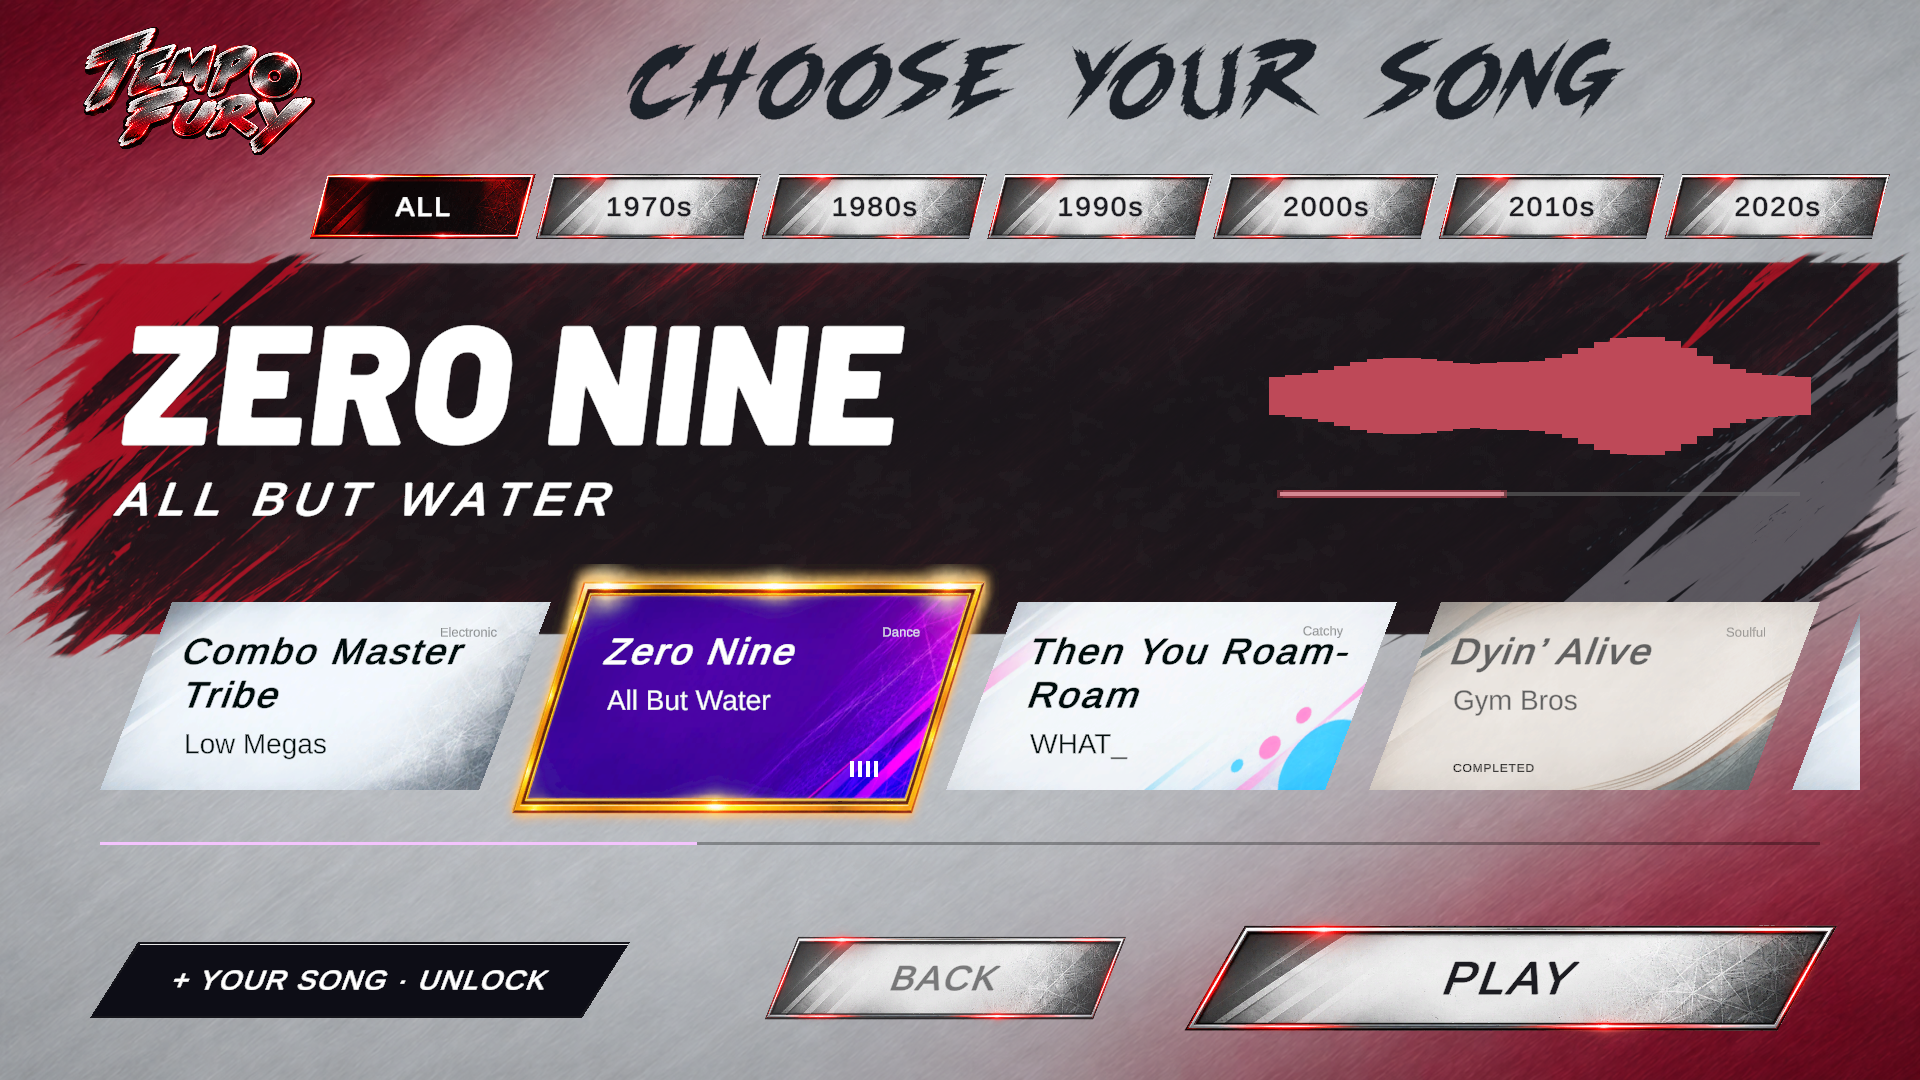 TEMPO
FURY
CHOOSE YOUR SONG
ALL
1970s
1980s
1990s
2000s
2010s
2020s
ZERO NINE
ALL BUT WATER
Electronic
Combo Master
Tribe
Low Megas
Dance
Zero Nine
All But Water
Catchy
Then You Roam-
Roam
WHAT_
Soulful
Dyin’ Alive
Gym Bros
COMPLETED
+ YOUR SONG · UNLOCK
BACK
PLAY